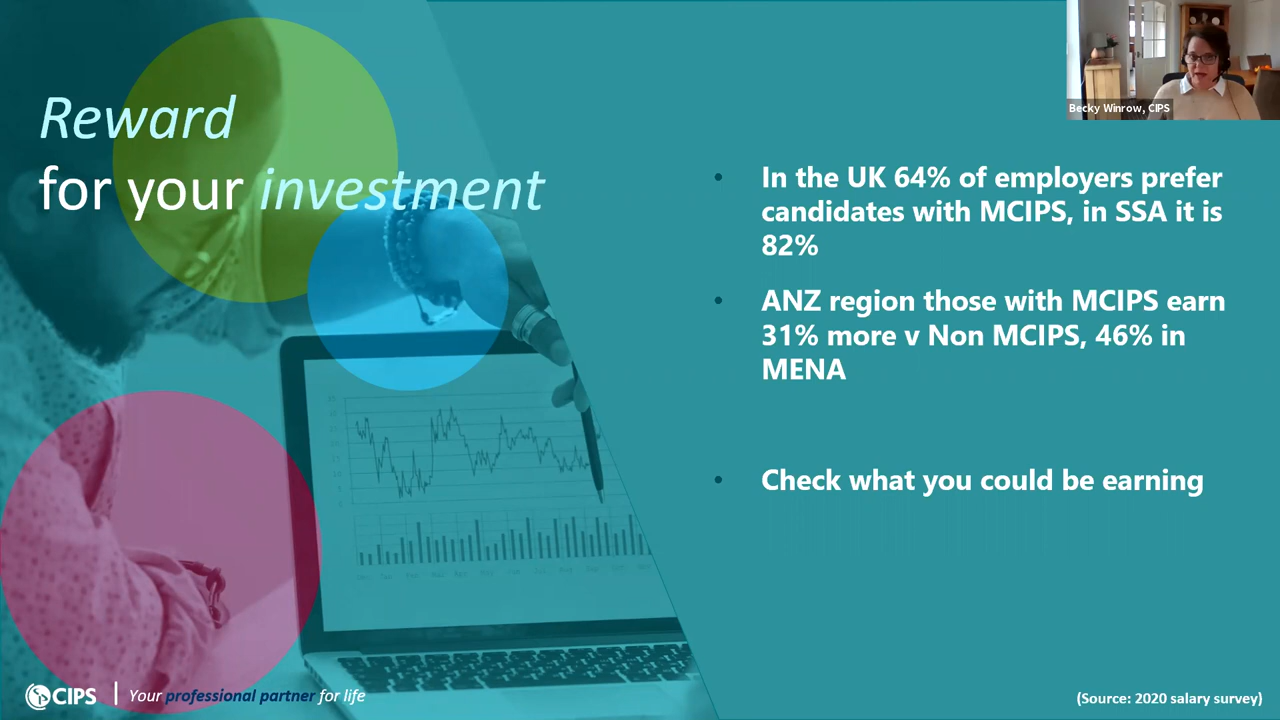 Reward
for your investment
Becky Winrow, CIPS
• In the UK 64% of employers prefer
candidates with MCIPS, in SSA it is
82%
• ANZ region those with MCIPS earn
31% more v Non MCIPS, 46% in
MENA
• Check what you could be earning
CIPS | Your professional partner for life
(Source: 2020 salary survey)